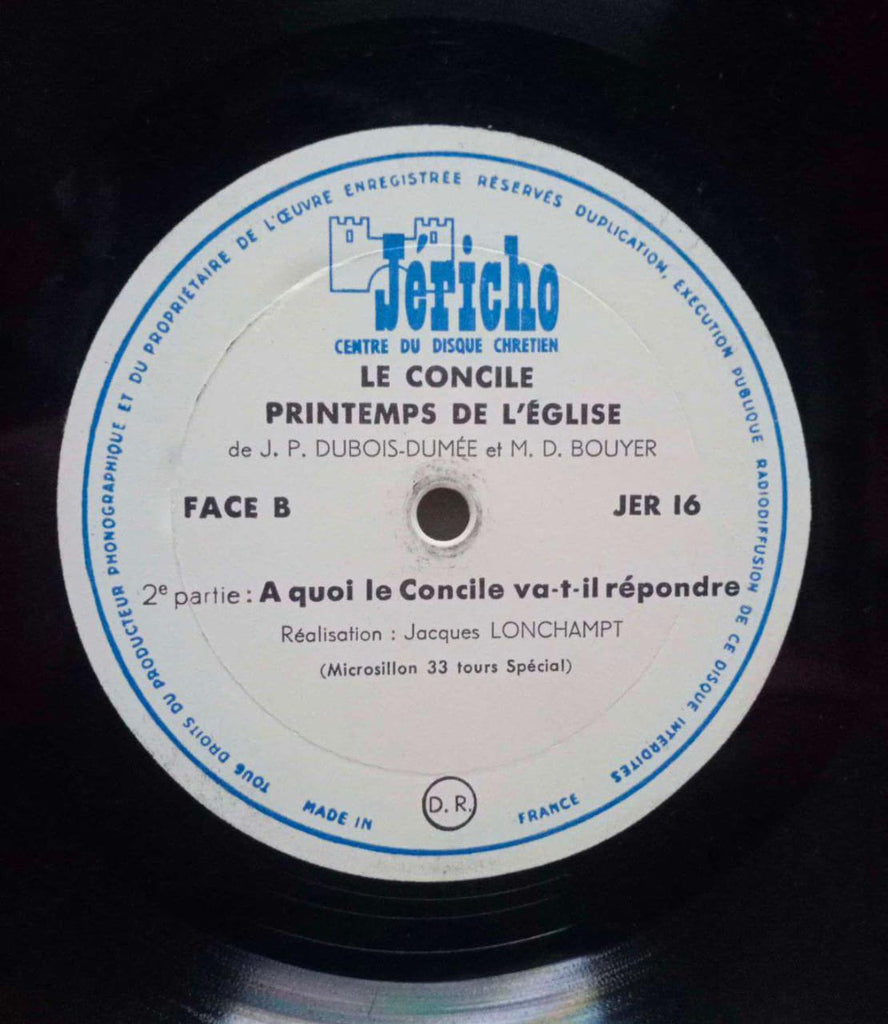 TOUS DROITS DU PRODUCTEUR PHONOGRAPHIQUE ET DU PROPRIÉTAIRE DE L'ŒUVRE ENREGISTRÉE RÉSERVÉS DUPLICATION, EXECUTION PUBLIQUE RADIODIFFUSION DE CE DISQUE INTERDITES
Jéricho
CENTRE DU DISQUE CHRETIEN
LE CONCILE
PRINTEMPS DE L'ÉGLISE
de J. P. DUBOIS-DUMÉE et M. D. BOUYER
FACE B JER 16
2e partie : A quoi le Concile va-t-il répondre
Réalisation : Jacques LONCHAMPT
(Microsillon 33 tours Spécial)
D. R.
MADE IN FRANCE